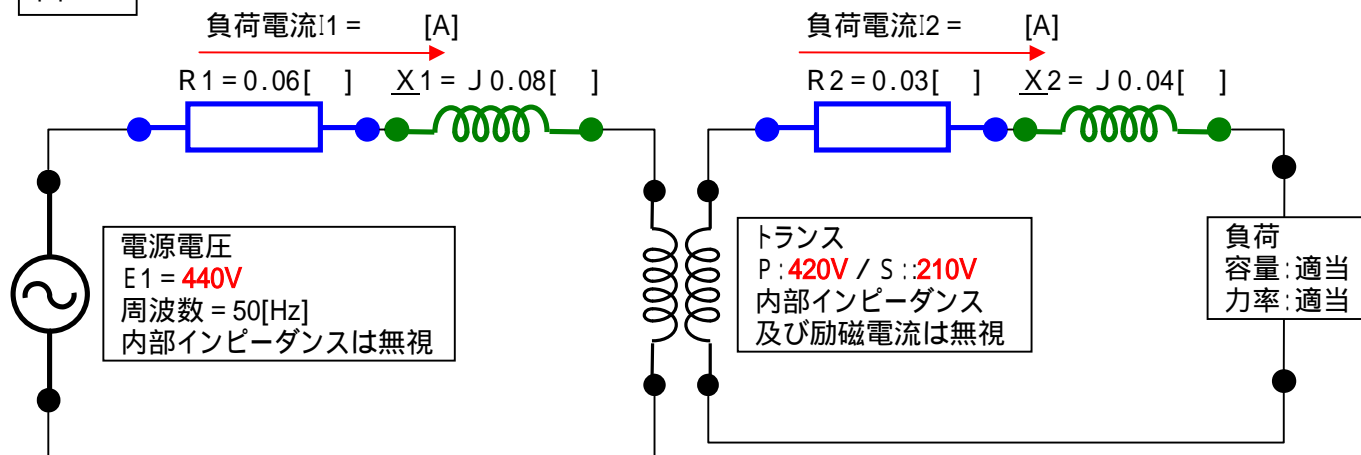 負荷電流I1 = [A]
負荷電流I2 = [A]
R1 = 0.06[ ]
X1 = J0.08[ ]
R2 = 0.03[ ]
X2 = J0.04[ ]
電源電圧
E1 = 440V
周波数 = 50[Hz]
内部インピーダンスは無視
トランス
P:420V / S::210V
内部インピーダンス
及び励磁電流は無視
負荷
容量:適当
力率:適当